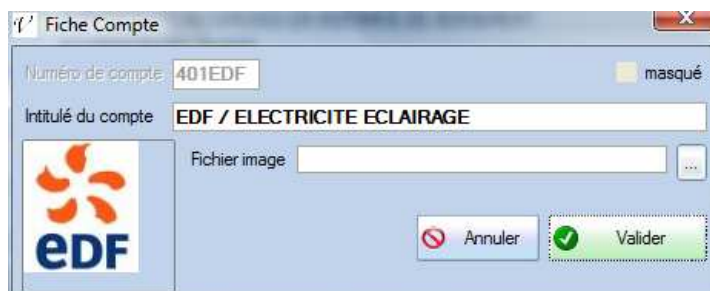 Fiche Compte
Numéro de compte 401EDF masqué
Intitulé du compte EDF / ELECTRICITE ECLAIRAGE
Fichier image ...
eDF
Annuler Valider